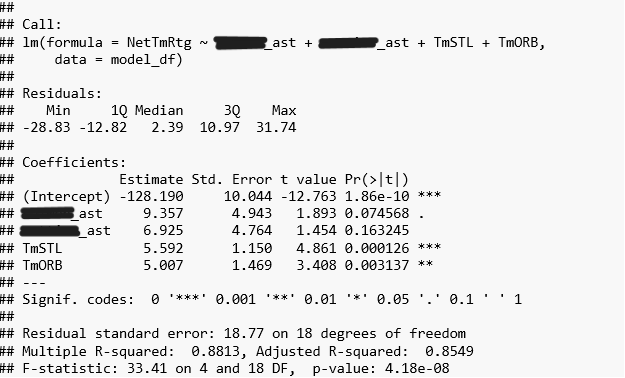 ##
## Call:
## lm(formula = NetTmRtg ~ _ast + _ast + TmSTL + TmORB,
##     data = model_df)
##
## Residuals:
##    Min     1Q Median     3Q    Max
## -28.83 -12.82   2.39  10.97  31.74
##
## Coefficients:
##             Estimate Std. Error t value Pr(>|t|)
## (Intercept) -128.190     10.044 -12.763 1.86e-10 ***
## _ast    9.357      4.943   1.893 0.074568 .
## _ast    6.925      4.764   1.454 0.163245
## TmSTL          5.592      1.150   4.861 0.000126 ***
## TmORB          5.007      1.469   3.408 0.003137 **
## ---
## Signif. codes:  0 '***' 0.001 '**' 0.01 '*' 0.05 '.' 0.1 ' ' 1
##
## Residual standard error: 18.77 on 18 degrees of freedom
## Multiple R-squared:  0.8813, Adjusted R-squared:  0.8549
## F-statistic: 33.41 on 4 and 18 DF,  p-value: 4.18e-08